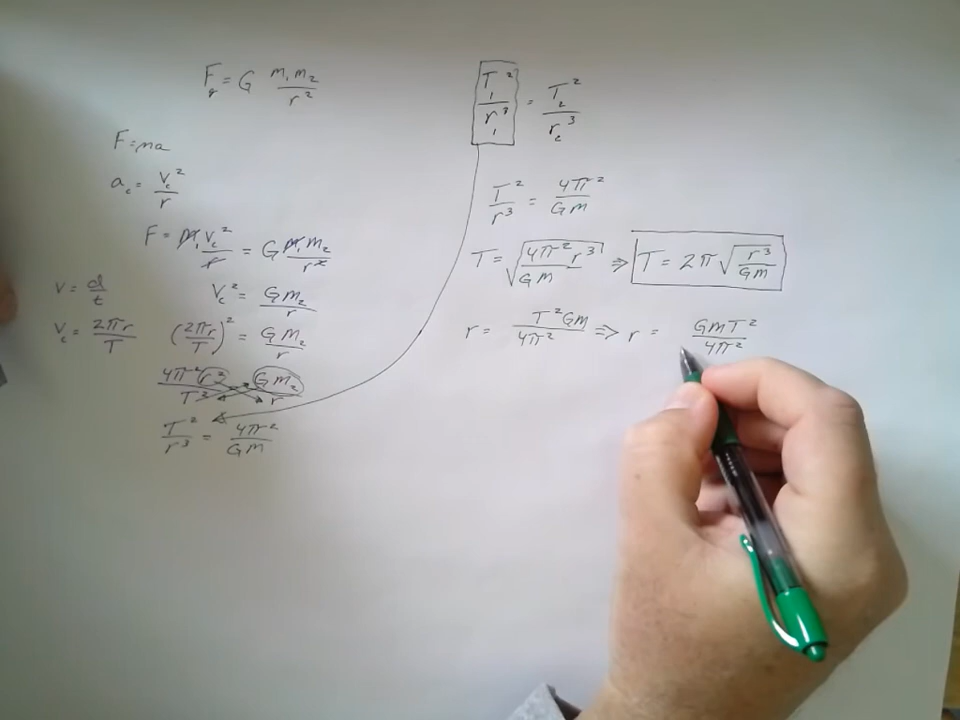 F_g = G m₁m₂/r²
F=ma
a_c = V_c²/r
F = m₁V_c²/r = G m₁m₂/r²
V_c² = Gm₂/r
v = d/t
V_c = 2πr/T
(2πr/T)² = Gm₂/r
4π²r²/T² Gm₂/r
T²/r³ = 4π²/GM
T₁²/r₁³ = T₂²/r₂³
T²/r³ = 4π²/GM
T = √(4π²r³/GM) ⇒ T = 2π√(r³/GM)
r = T²GM/4π² ⇒ r = GMT²/4π²